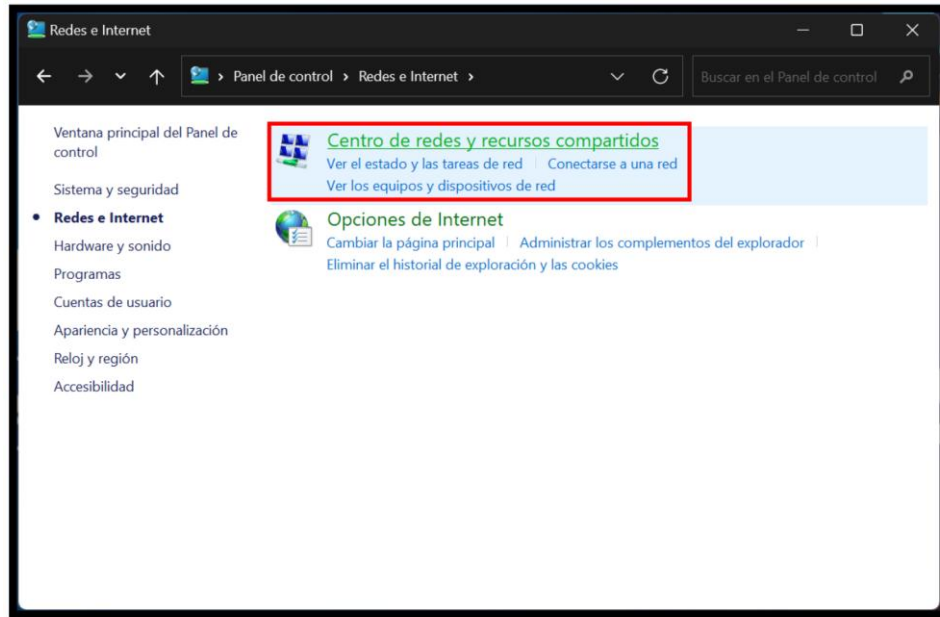 Redes e Internet
Panel de control > Redes e Internet >
Buscar en el Panel de control
Ventana principal del Panel de
control
Sistema y seguridad
Redes e Internet
Hardware y sonido
Programas
Cuentas de usuario
Apariencia y personalización
Reloj y región
Accesibilidad
Centro de redes y recursos compartidos
Ver el estado y las tareas de red | Conectarse a una red
Ver los equipos y dispositivos de red
Opciones de Internet
Cambiar la página principal | Administrar los complementos del explorador |
Eliminar el historial de exploración y las cookies